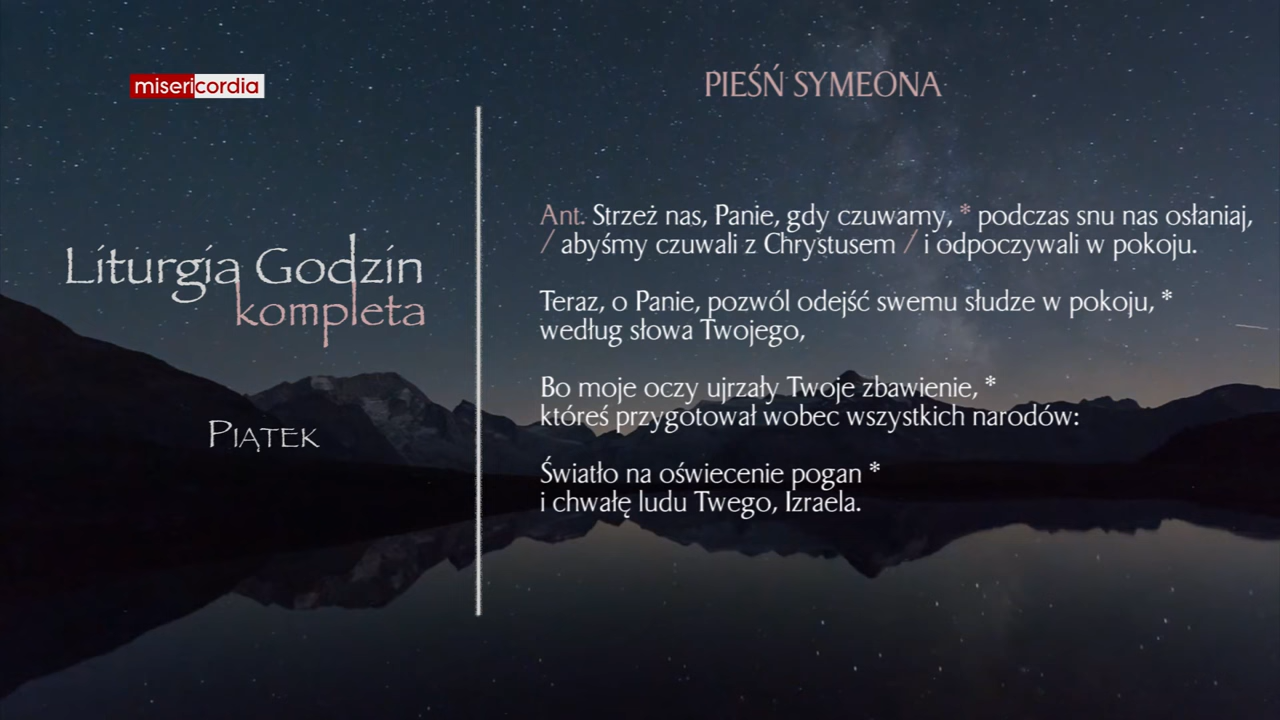 misericordia
Liturgia Godzin
kompleta
Piątek
PIEŚŃ SYMEONA
Ant. Strzeż nas, Panie, gdy czuwamy, * podczas snu nas osłaniaj,
/ abyśmy czuwali z Chrystusem / i odpoczywali w pokoju.
Teraz, o Panie, pozwól odejść swemu słudze w pokoju, *
według słowa Twojego,
Bo moje oczy ujrzały Twoje zbawienie, *
któreś przygotował wobec wszystkich narodów:
Światło na oświecenie pogan *
i chwałę ludu Twego, Izraela.